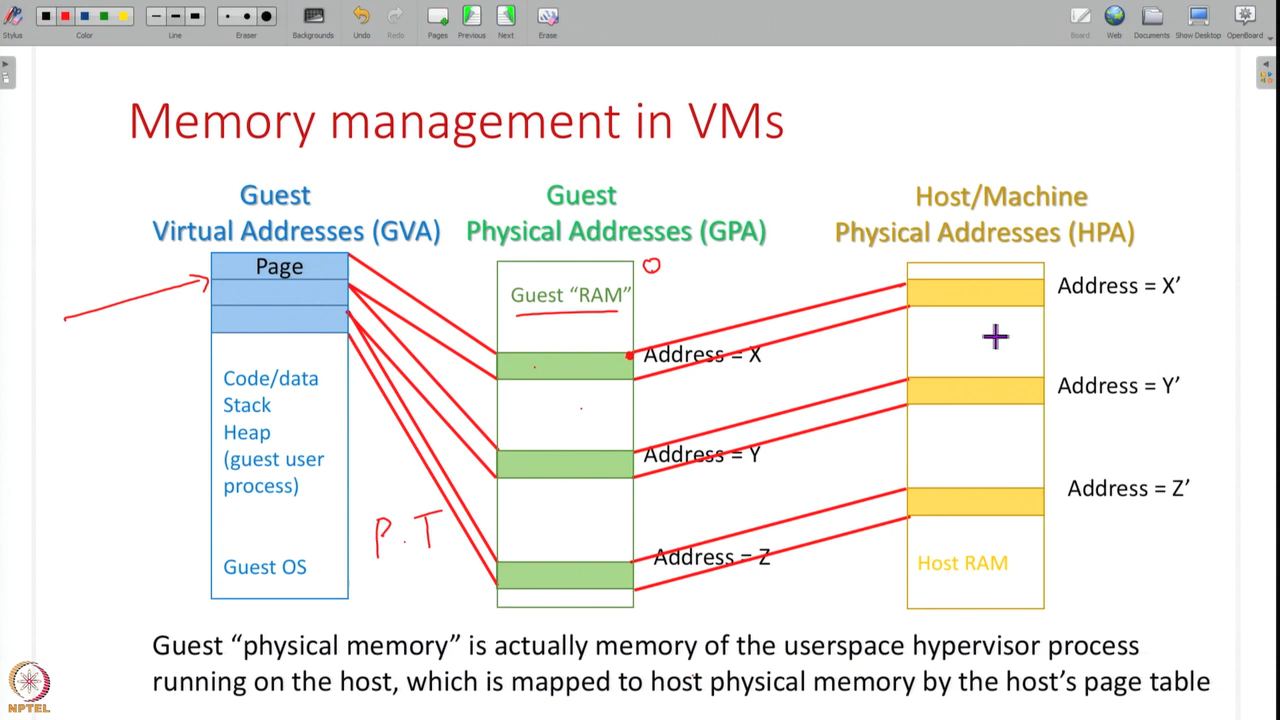 Stylus
Color
Line
Eraser
Backgrounds
Undo
Redo
Pages
Previous
Next
Erase
Board
Web
Documents
Show Desktop
OpenBoard
Memory management in VMs
Guest
Virtual Addresses (GVA)
Guest
Physical Addresses (GPA)
Host/Machine
Physical Addresses (HPA)
Page
Code/data
Stack
Heap
(guest user
process)
Guest OS
P.T
Guest “RAM”
0
Address = X
Address = Y
Address = Z
Address = X’
Address = Y’
Address = Z’
Host RAM
Guest “physical memory” is actually memory of the userspace hypervisor process
running on the host, which is mapped to host physical memory by the host’s page table
NPTEL